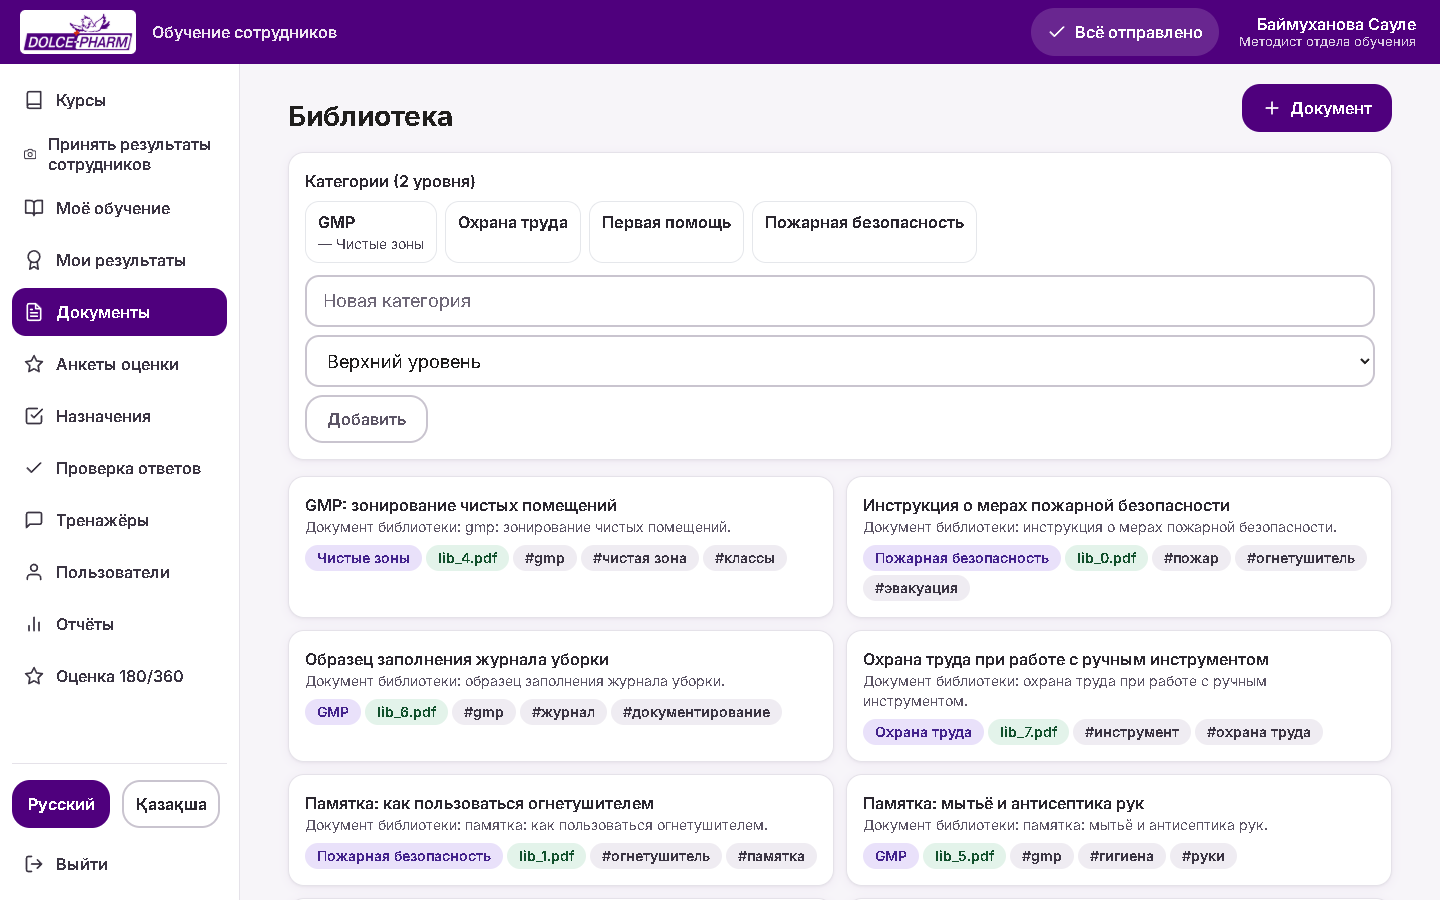 DOLCE-PHARM
Обучение сотрудников
Всё отправлено
Баймуханова Сауле
Методист отдела обучения
Курсы
Принять результаты
сотрудников
Моё обучение
Мои результаты
Документы
Анкеты оценки
Назначения
Проверка ответов
Тренажёры
Пользователи
Отчёты
Оценка 180/360
Русский
Қазақша
Выйти
Библиотека
Документ
Категории (2 уровня)
GMP
— Чистые зоны
Охрана труда
Первая помощь
Пожарная безопасность
Новая категория
Верхний уровень
Добавить
GMP: зонирование чистых помещений
Документ библиотеки: gmp: зонирование чистых помещений.
Чистые зоны lib_4.pdf #gmp #чистая зона #классы
Инструкция о мерах пожарной безопасности
Документ библиотеки: инструкция о мерах пожарной безопасности.
Пожарная безопасность lib_0.pdf #пожар #огнетушитель
#эвакуация
Образец заполнения журнала уборки
Документ библиотеки: образец заполнения журнала уборки.
GMP lib_6.pdf #gmp #журнал #документирование
Охрана труда при работе с ручным инструментом
Документ библиотеки: охрана труда при работе с ручным
инструментом.
Охрана труда lib_7.pdf #инструмент #охрана труда
Памятка: как пользоваться огнетушителем
Документ библиотеки: памятка: как пользоваться огнетушителем.
Пожарная безопасность lib_1.pdf #огнетушитель #памятка
Памятка: мытьё и антисептика рук
Документ библиотеки: памятка: мытьё и антисептика рук.
GMP lib_5.pdf #gmp #гигиена #руки